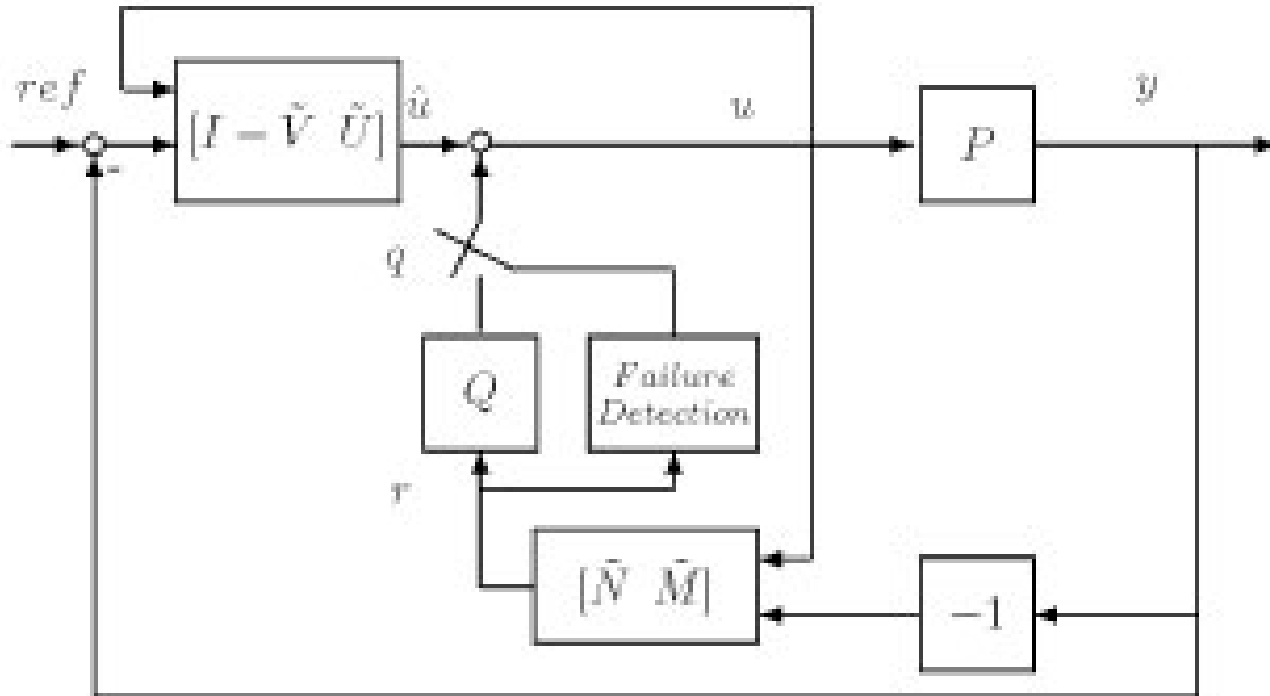 ref
-
[I − Ṽ Ũ]
û
u
P
y
q
Q
Failure
Detection
r
[Ñ M̃]
−1